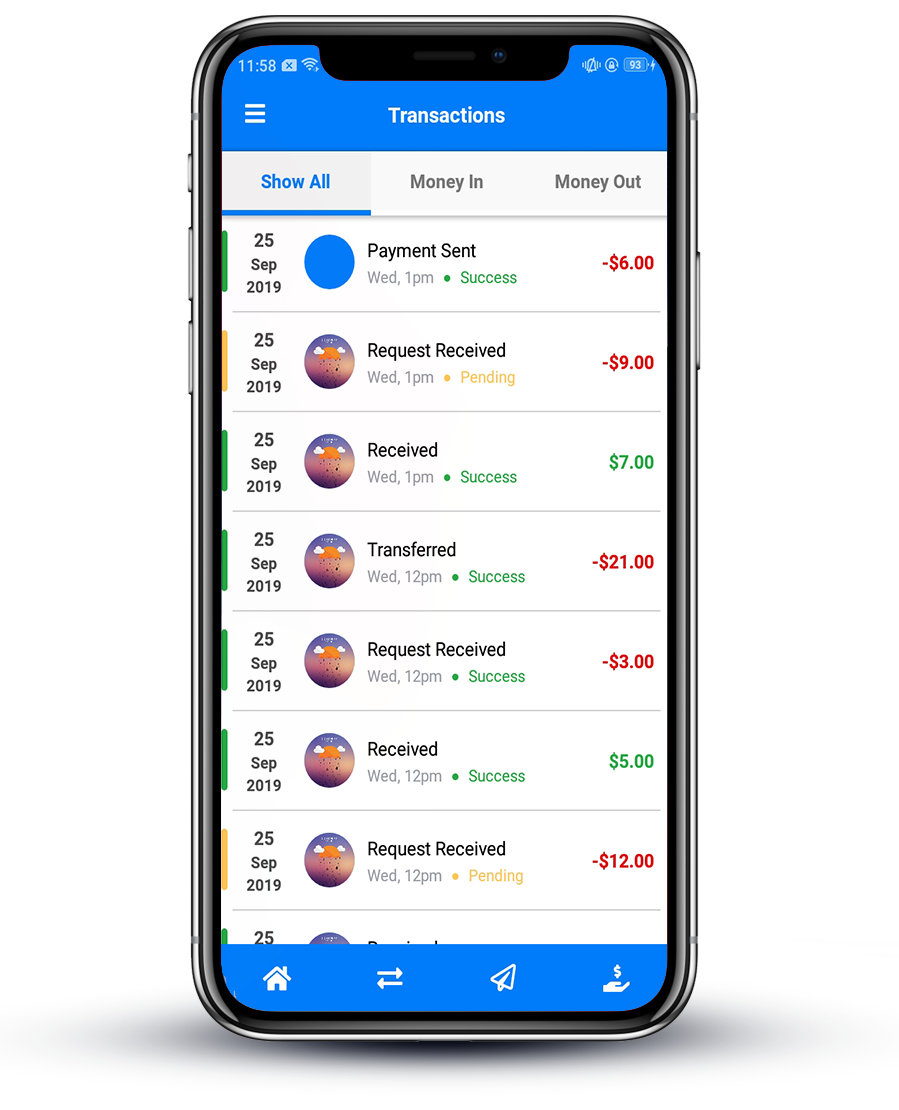 11:58 93
Transactions
Show All Money In Money Out
25
Sep
2019
Payment Sent
Wed, 1pm ● Success
-$6.00
25
Sep
2019
Request Received
Wed, 1pm ● Pending
-$9.00
25
Sep
2019
Received
Wed, 1pm ● Success
$7.00
25
Sep
2019
Transferred
Wed, 12pm ● Success
-$21.00
25
Sep
2019
Request Received
Wed, 12pm ● Success
-$3.00
25
Sep
2019
Received
Wed, 12pm ● Success
$5.00
25
Sep
2019
Request Received
Wed, 12pm ● Pending
-$12.00
25